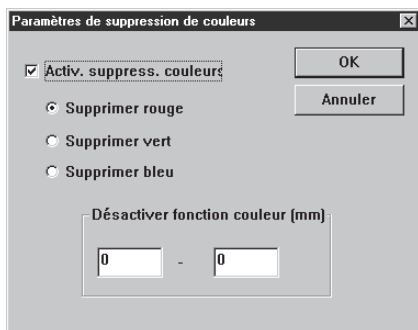 Paramètres de suppression de couleurs
Activ. suppress. couleurs
OK
Annuler
Supprimer rouge
Supprimer vert
Supprimer bleu
Désactiver fonction couleur (mm)
0 - 0